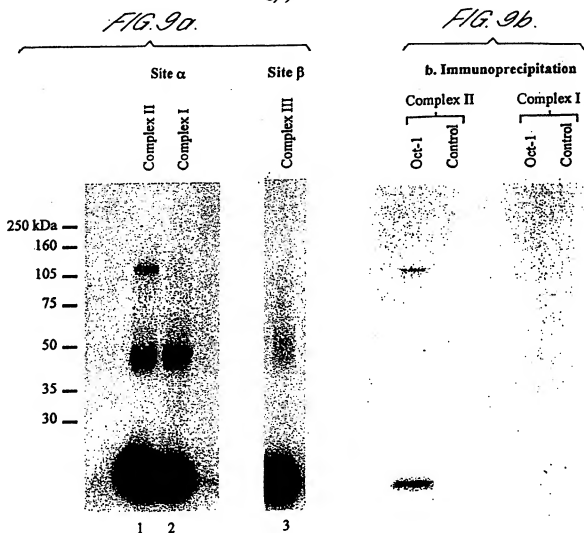 FIG. 9a.
FIG. 9b.
Site α
Site β
b. Immunoprecipitation
Complex II
Complex I
Complex II
Complex I
Complex III
Oct-1
Control
Oct-1
Control
250 kDa
160
105
75
50
35
30
1
2
3